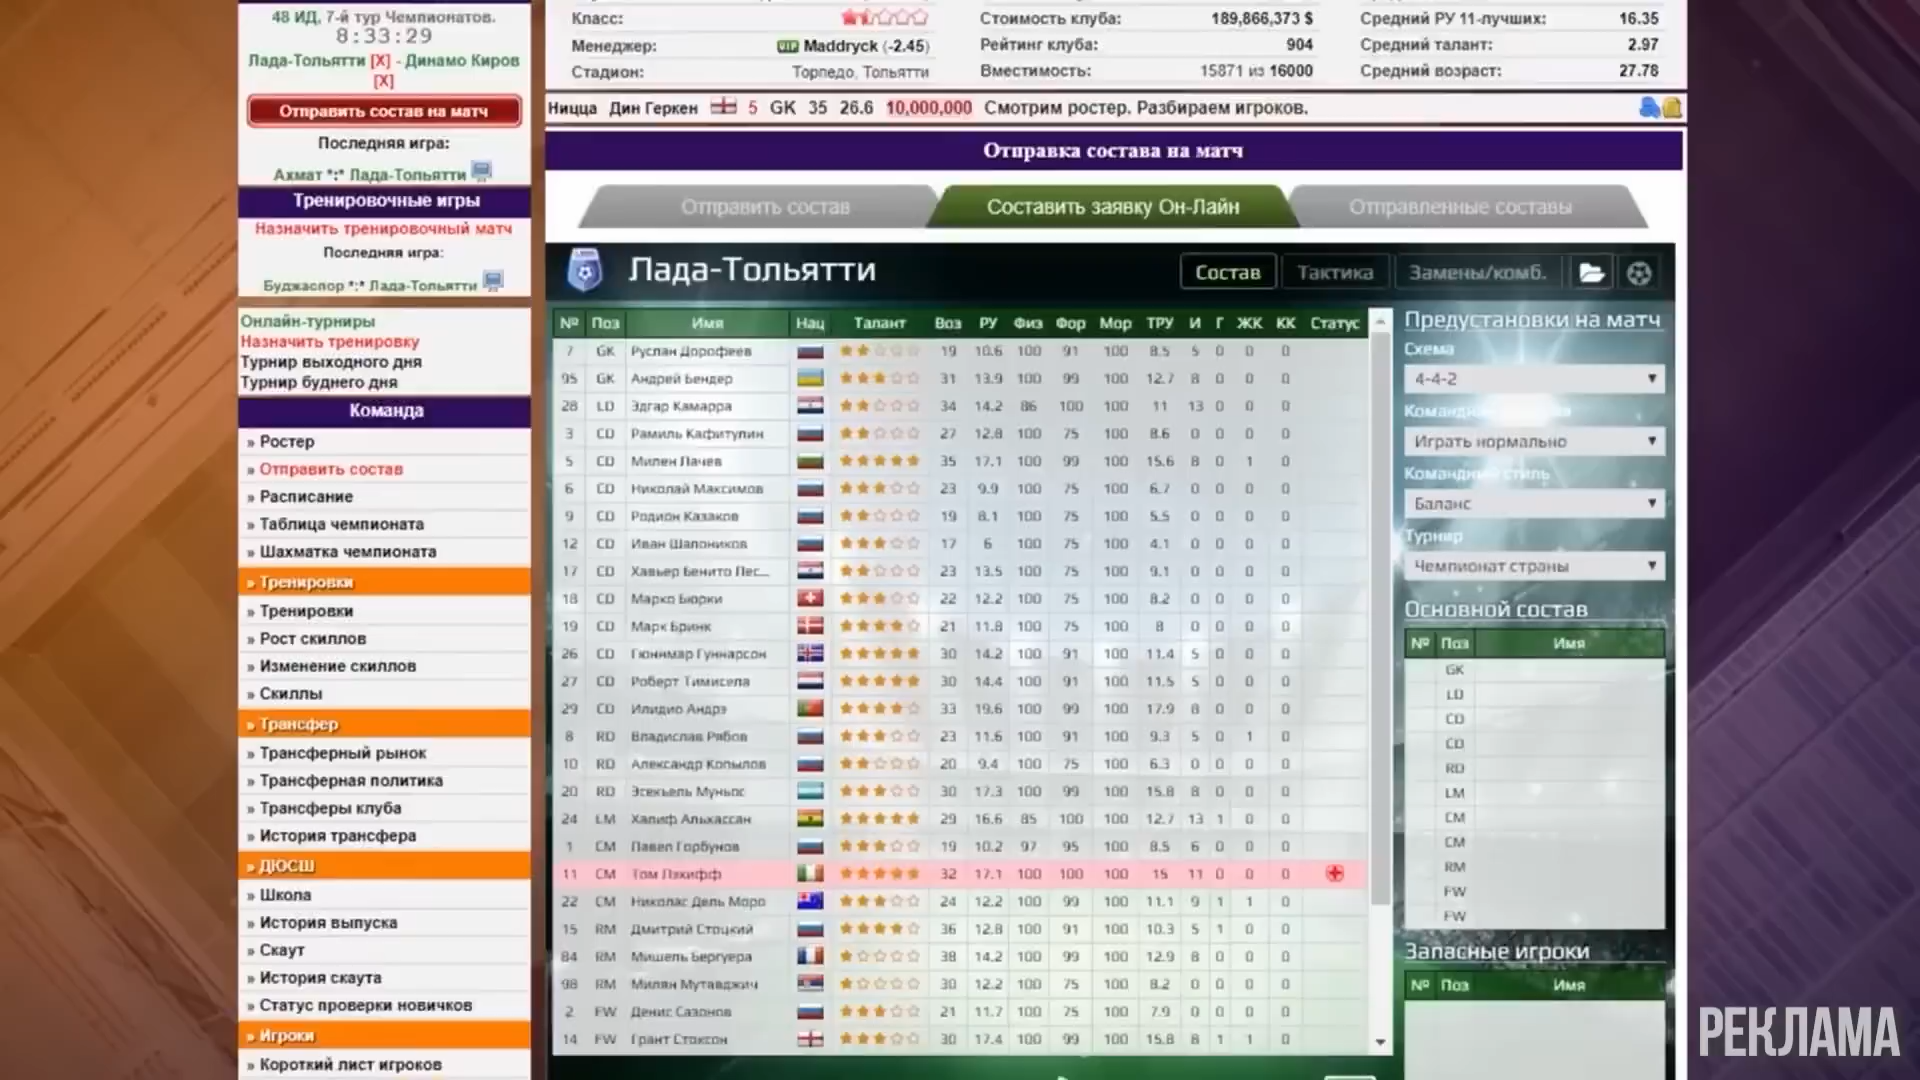 48 ИД, 7-й тур Чемпионатов.
8:33:29
Лада-Тольятти [X] - Динамо Киров
[X]
Отправить состав на матч
Последняя игра:
Ахмат *:* Лада-Тольятти
Тренировочные игры
Назначить тренировочный матч
Последняя игра:
Буджаспор *:* Лада-Тольятти
Онлайн-турниры
Назначить тренировку
Турнир выходного дня
Турнир буднего дня
Команда
» Ростер
» Отправить состав
» Расписание
» Таблица чемпионата
» Шахматка чемпионата
» Тренировки
» Тренировки
» Рост скиллов
» Изменение скиллов
» Скиллы
» Трансфер
» Трансферный рынок
» Трансферная политика
» Трансферы клуба
» История трансфера
» ДЮСШ
» Школа
» История выпуска
» Скаут
» История скаута
» Статус проверки новичков
» Игроки
» Короткий лист игроков
Класс:
Менеджер: VIP Maddryck (-2.45)
Стадион: Торпедо, Тольятти
Стоимость клуба: 189,866,373 $
Рейтинг клуба: 904
Вместимость: 15871 из 16000
Средний РУ 11-лучших: 16.35
Средний талант: 2.97
Средний возраст: 27.78
Ницца Дин Геркен 5 GK 35 26.6 10,000,000 Смотрим ростер. Разбираем игроков.
Отправка состава на матч
Отправить состав Составить заявку Он-Лайн Отправленные составы
Лада-Тольятти Состав Тактика Замены/комб.
№ Поз Имя Нац Талант Воз РУ Физ Фор Мор ТРУ И Г ЖК КК Статус
7 GK Руслан Дорофеев 19 10.6 100 91 100 8.5 5 0 0 0
95 GK Андрей Бендер 31 13.9 100 99 100 12.7 8 0 0 0
28 LD Эдгар Камарра 34 14.2 86 100 100 11 13 0 0 0
3 CD Рамиль Кафитулин 27 12.8 100 75 100 8.6 0 0 0 0
5 CD Милен Лачев 35 17.1 100 99 100 15.6 8 0 1 0
6 CD Николай Максимов 23 9.9 100 75 100 6.7 0 0 0 0
9 CD Родион Казаков 19 8.1 100 75 100 5.5 0 0 0 0
12 CD Иван Шапоников 17 6 100 75 100 4.1 0 0 0 0
17 CD Хавьер Бенито Пес... 23 13.5 100 75 100 9.1 0 0 0 0
18 CD Марко Бюрки 22 12.2 100 75 100 8.2 0 0 0 0
19 CD Марк Бринк 21 11.8 100 75 100 8 0 0 0 0
26 CD Гюннмар Гуннарсон 30 14.2 100 91 100 11.4 5 0 0 0
27 CD Роберт Тимисела 30 14.4 100 91 100 11.5 5 0 0 0
29 CD Илидио Андрэ 33 19.6 100 99 100 17.9 8 0 0 0
8 RD Владислав Рябов 23 11.6 100 91 100 9.3 5 0 1 0
10 RD Александр Копылов 20 9.4 100 75 100 6.3 0 0 0 0
20 RD Эсекьель Муньос 30 17.3 100 99 100 15.8 8 0 0 0
24 LM Халиф Альхассан 29 16.6 85 100 100 12.7 13 1 0 0
1 CM Павел Горбунов 19 10.2 97 95 100 8.5 6 0 0 0
11 CM Том Лэкифф 32 17.1 100 100 100 15 11 0 0 0
22 CM Николас Дель Моро 24 12.2 100 99 100 11.1 9 1 1 0
15 RM Дмитрий Стоцкий 36 12.8 100 91 100 10.3 5 1 0 0
84 RM Мишель Бергуера 38 14.2 100 99 100 12.9 8 0 0 0
98 RM Милян Мутавджич 30 12.2 100 75 100 8.2 0 0 0 0
2 FW Денис Сазонов 21 11.7 100 75 100 7.9 0 0 0 0
14 FW Грант Стоксон 30 17.4 100 99 100 15.8 8 1 1 0
Предустановки на матч
Схема
4-4-2
Играть нормально
Командный стиль
Баланс
Турнир
Чемпионат страны
Основной состав
№ Поз Имя
GK
LD
CD
CD
RD
LM
CM
CM
RM
FW
FW
Запасные игроки
№ Поз Имя
РЕКЛАМА